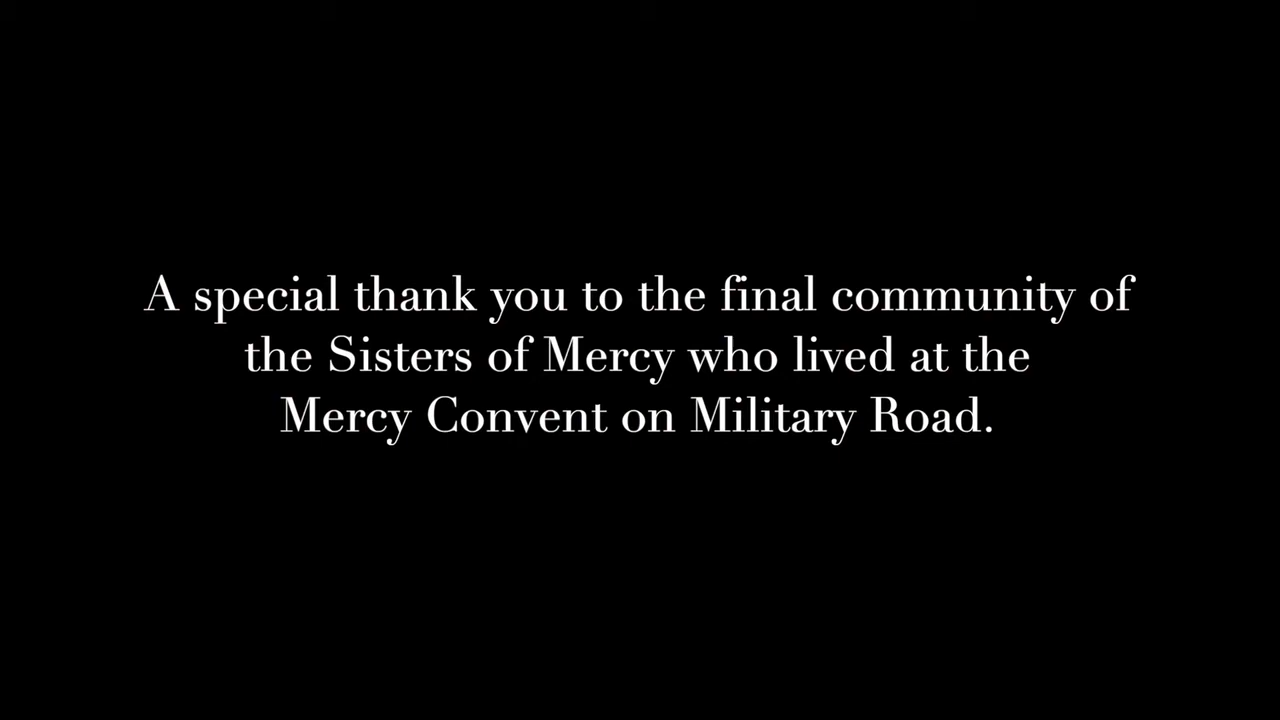 A special thank you to the final community of
the Sisters of Mercy who lived at the
Mercy Convent on Military Road.